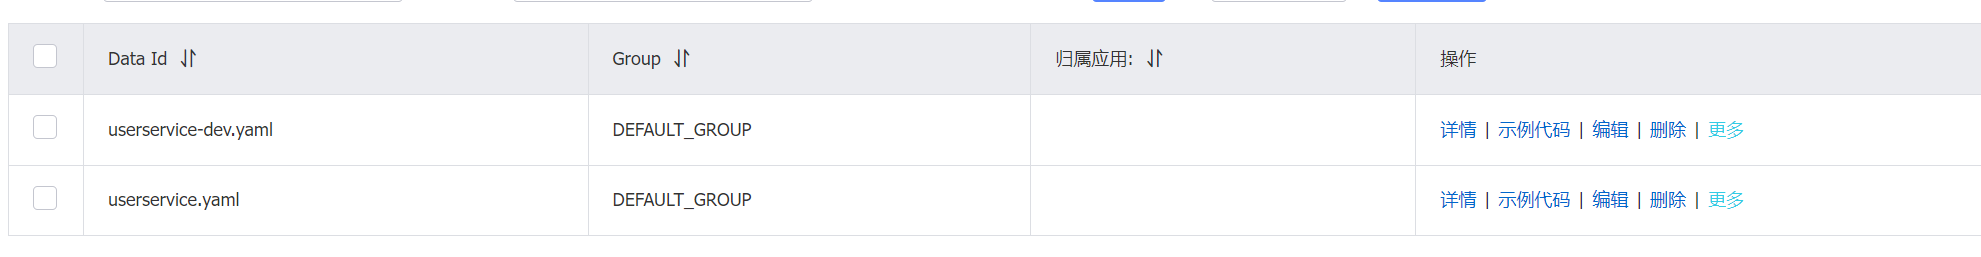 Data Id Group 归属应用: 操作
userservice-dev.yaml DEFAULT_GROUP 详情 | 示例代码 | 编辑 | 删除 | 更多
userservice.yaml DEFAULT_GROUP 详情 | 示例代码 | 编辑 | 删除 | 更多